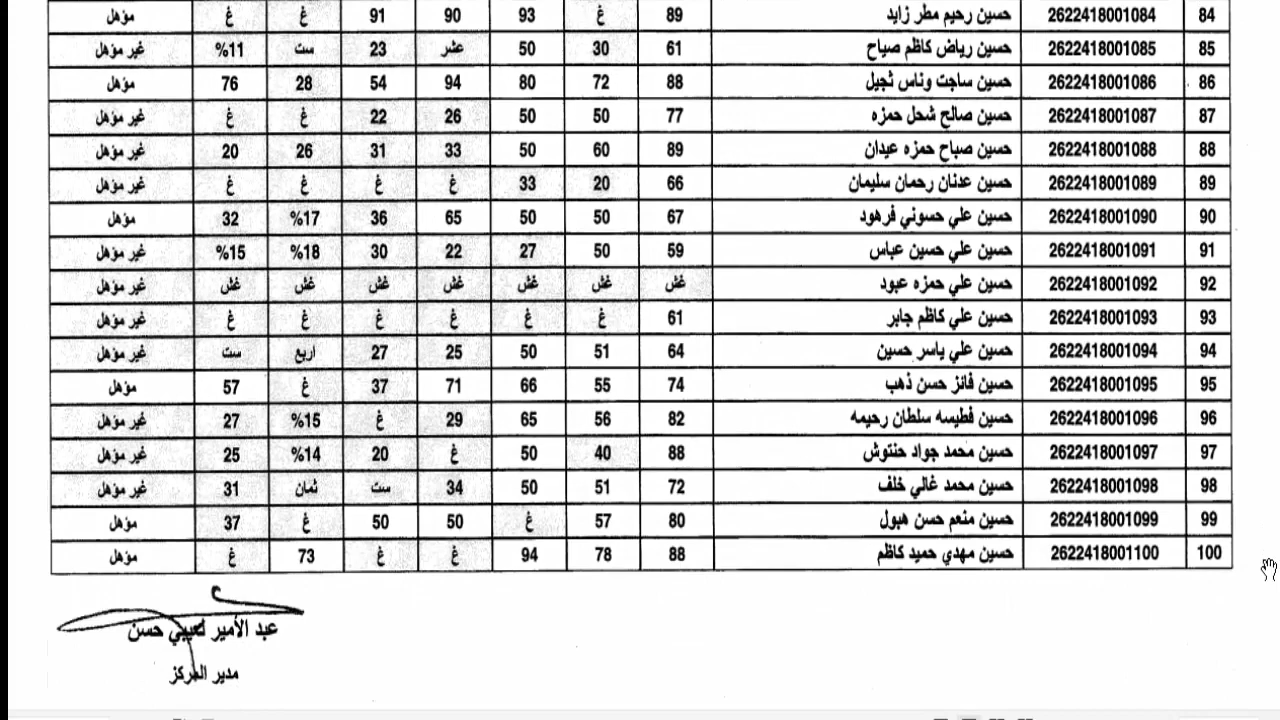 84 2622418001084 حسين رحيم مطر زايد 89 غ 93 90 91 غ غ مؤهل
85 2622418001085 حسين رياض كاظم صياح 61 30 50 عشر 23 ست %11 غير مؤهل
86 2622418001086 حسين ساجت وناس ثجيل 88 72 80 94 54 28 76 مؤهل
87 2622418001087 حسين صالح شحل حمزه 77 50 50 26 22 غ غ غير مؤهل
88 2622418001088 حسين صباح حمزه عيدان 89 60 50 33 31 26 20 غير مؤهل
89 2622418001089 حسين عدنان رحمان سليمان 66 20 33 غ غ غ غ غير مؤهل
90 2622418001090 حسين علي حسوني فرهود 67 50 50 65 36 %17 32 مؤهل
91 2622418001091 حسين علي حسين عباس 59 50 27 22 30 %18 %15 غير مؤهل
92 2622418001092 حسين علي حمزه عبود غش غش غش غش غش غش غش غير مؤهل
93 2622418001093 حسين علي كاظم جابر 61 غ غ غ غ غ غ غير مؤهل
94 2622418001094 حسين علي ياسر حسين 64 51 50 25 27 اربع ست غير مؤهل
95 2622418001095 حسين فائز حسن ذهب 74 55 66 71 37 غ 57 مؤهل
96 2622418001096 حسين فطيسه سلطان رحيمه 82 56 65 29 غ %15 27 غير مؤهل
97 2622418001097 حسين محمد جواد حنتوش 88 40 50 غ 20 %14 25 غير مؤهل
98 2622418001098 حسين محمد غالي خلف 72 51 50 34 ست ثمان 31 غير مؤهل
99 2622418001099 حسين منعم حسن هبول 80 57 غ 50 50 غ 37 مؤهل
100 2622418001100 حسين مهدي حميد كاظم 88 78 94 غ غ 73 غ مؤهل
عبد الأمير لعيبي حسن
مدير المركز